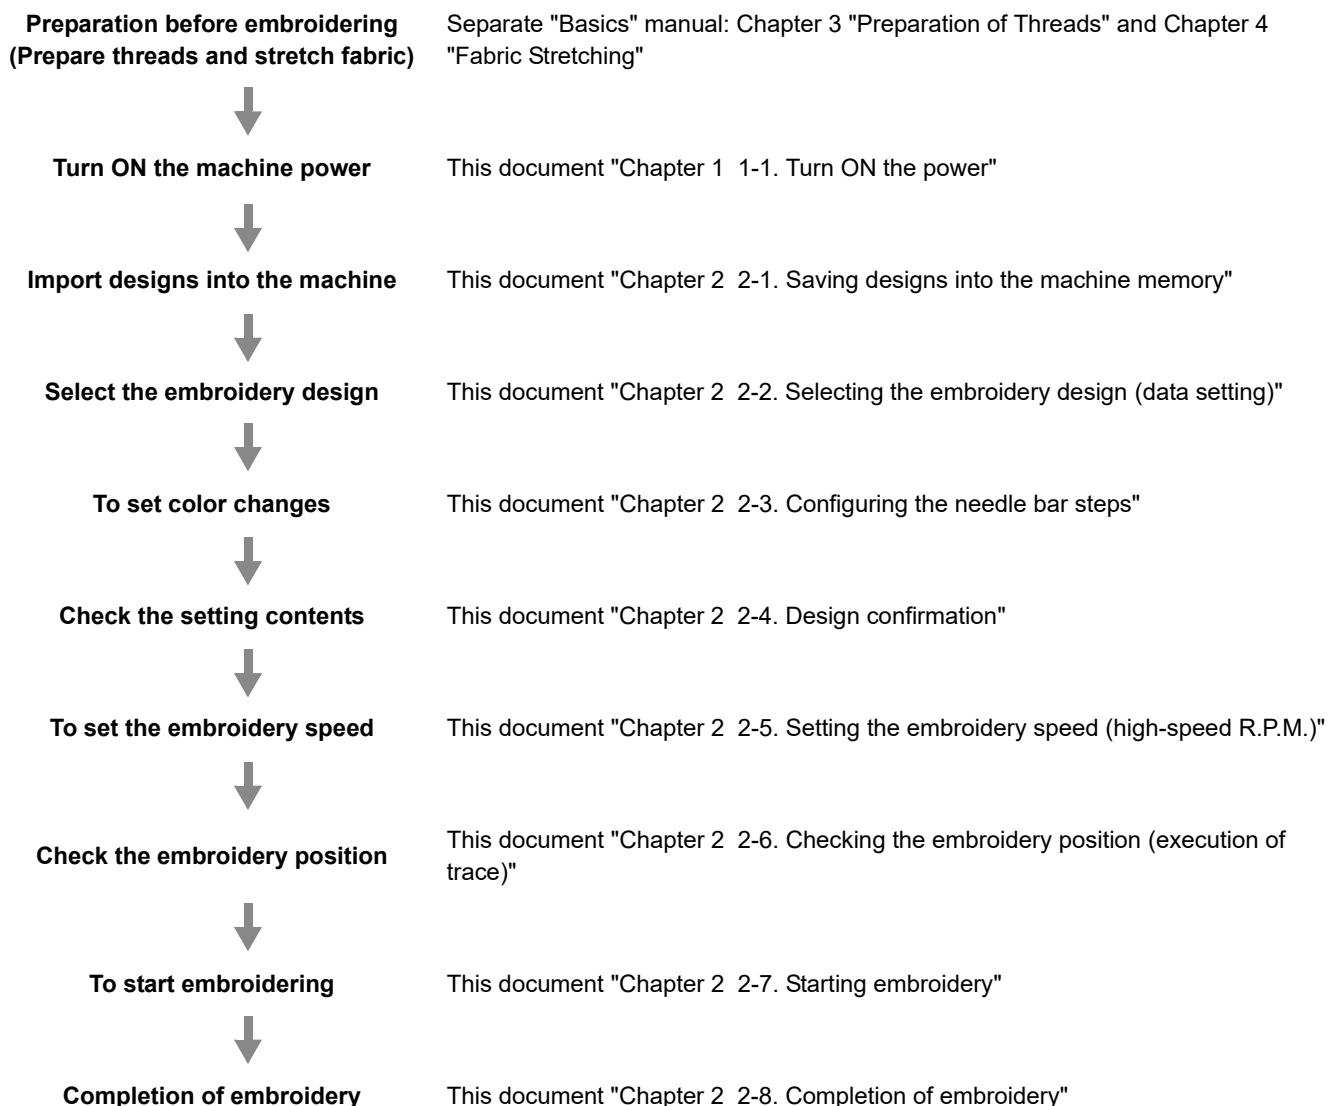 Preparation before embroidering
(Prepare threads and stretch fabric)
Separate "Basics" manual: Chapter 3 "Preparation of Threads" and Chapter 4
"Fabric Stretching"
Turn ON the machine power
This document "Chapter 1  1-1. Turn ON the power"
Import designs into the machine
This document "Chapter 2  2-1. Saving designs into the machine memory"
Select the embroidery design
This document "Chapter 2  2-2. Selecting the embroidery design (data setting)"
To set color changes
This document "Chapter 2  2-3. Configuring the needle bar steps"
Check the setting contents
This document "Chapter 2  2-4. Design confirmation"
To set the embroidery speed
This document "Chapter 2  2-5. Setting the embroidery speed (high-speed R.P.M.)"
Check the embroidery position
This document "Chapter 2  2-6. Checking the embroidery position (execution of
trace)"
To start embroidering
This document "Chapter 2  2-7. Starting embroidery"
Completion of embroidery
This document "Chapter 2  2-8. Completion of embroidery"